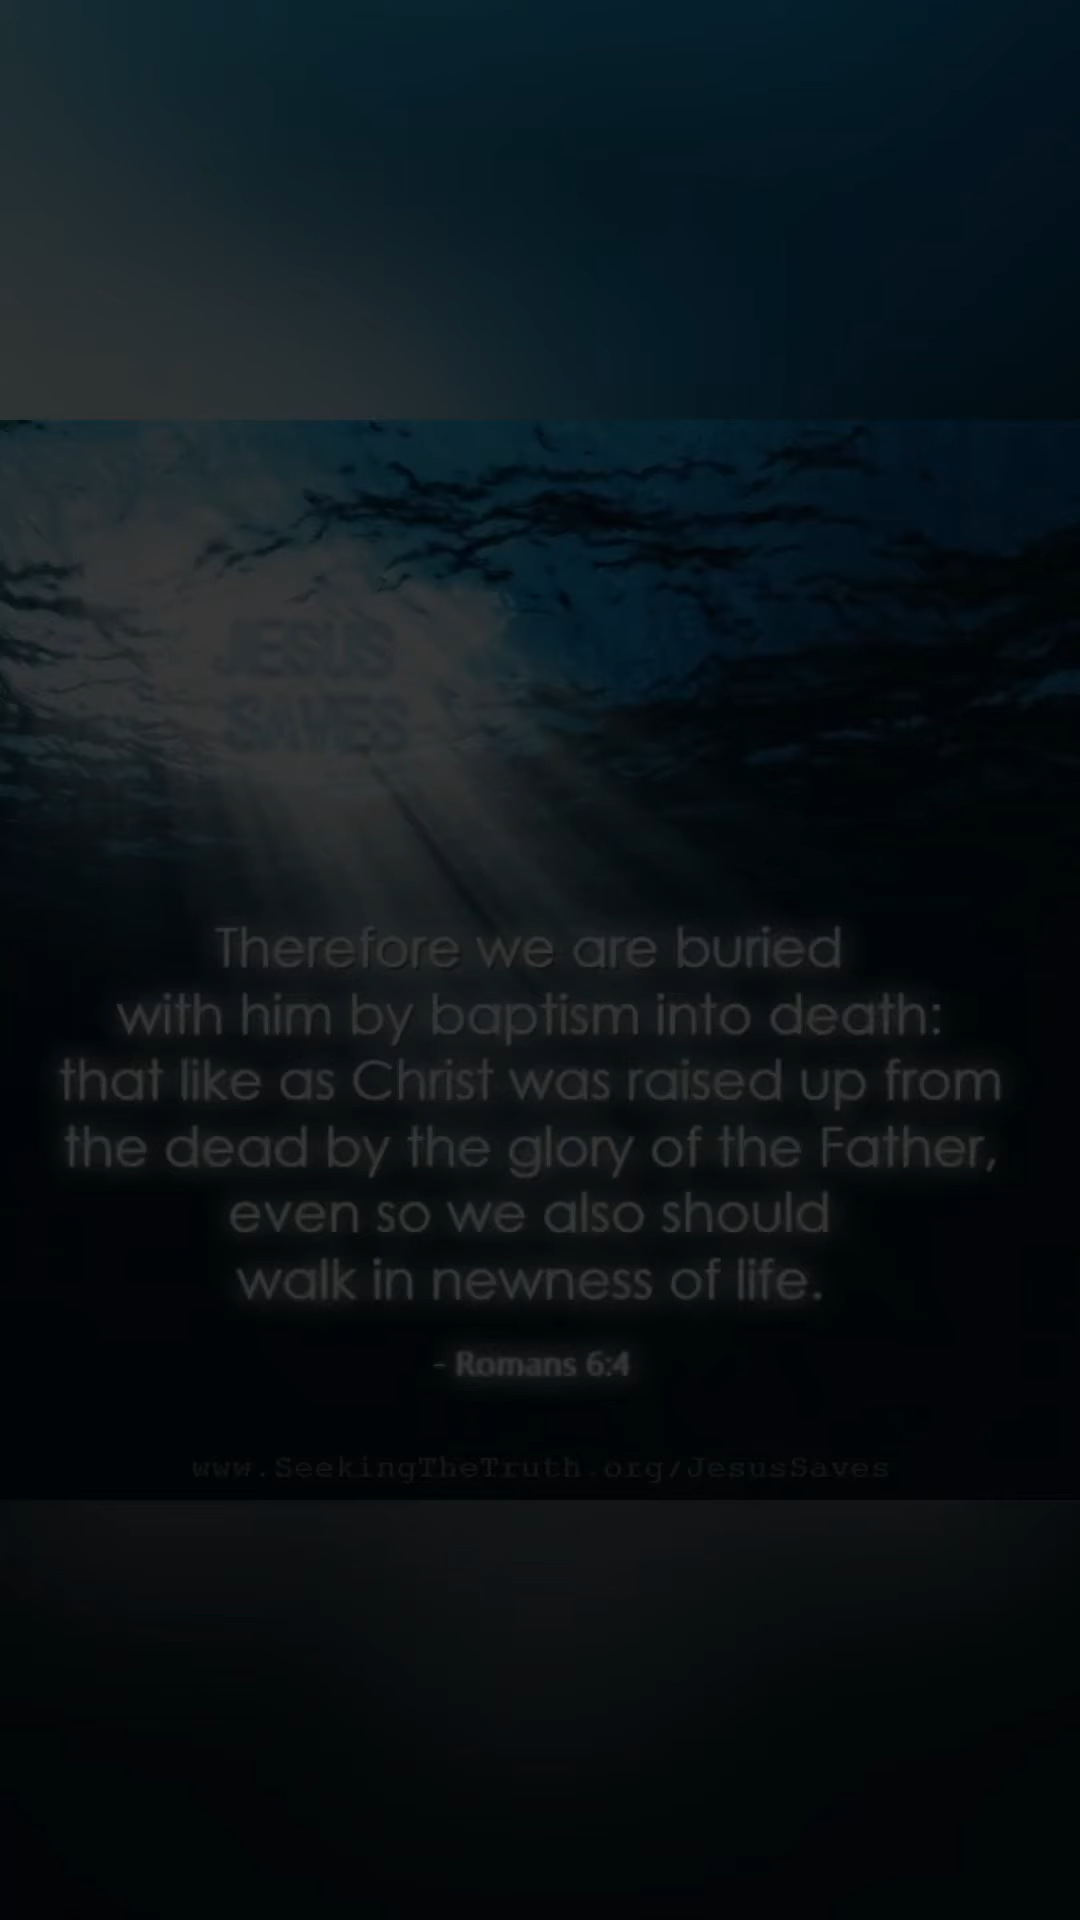 JESUS
SAVES
Therefore we are buried
with him by baptism into death:
that like as Christ was raised up from
the dead by the glory of the Father,
even so we also should
walk in newness of life.
- Romans 6:4
www.SeekingTheTruth.org/JesusSaves